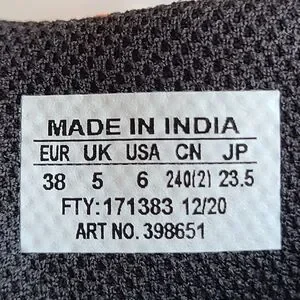 MADE IN INDIA
EUR UK USA CN JP
38 5 6 240(2) 23.5
FTY:171383 12/20
ART NO. 398651